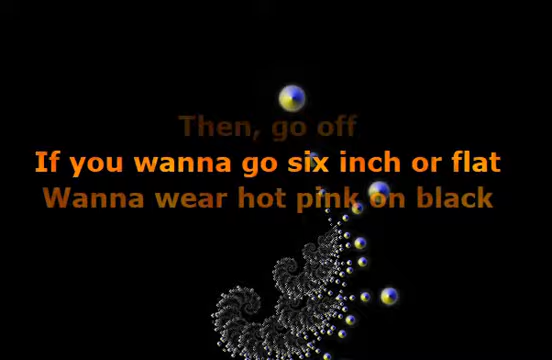 Then, go off
If you wanna go six inch or flat
Wanna wear hot pink on black